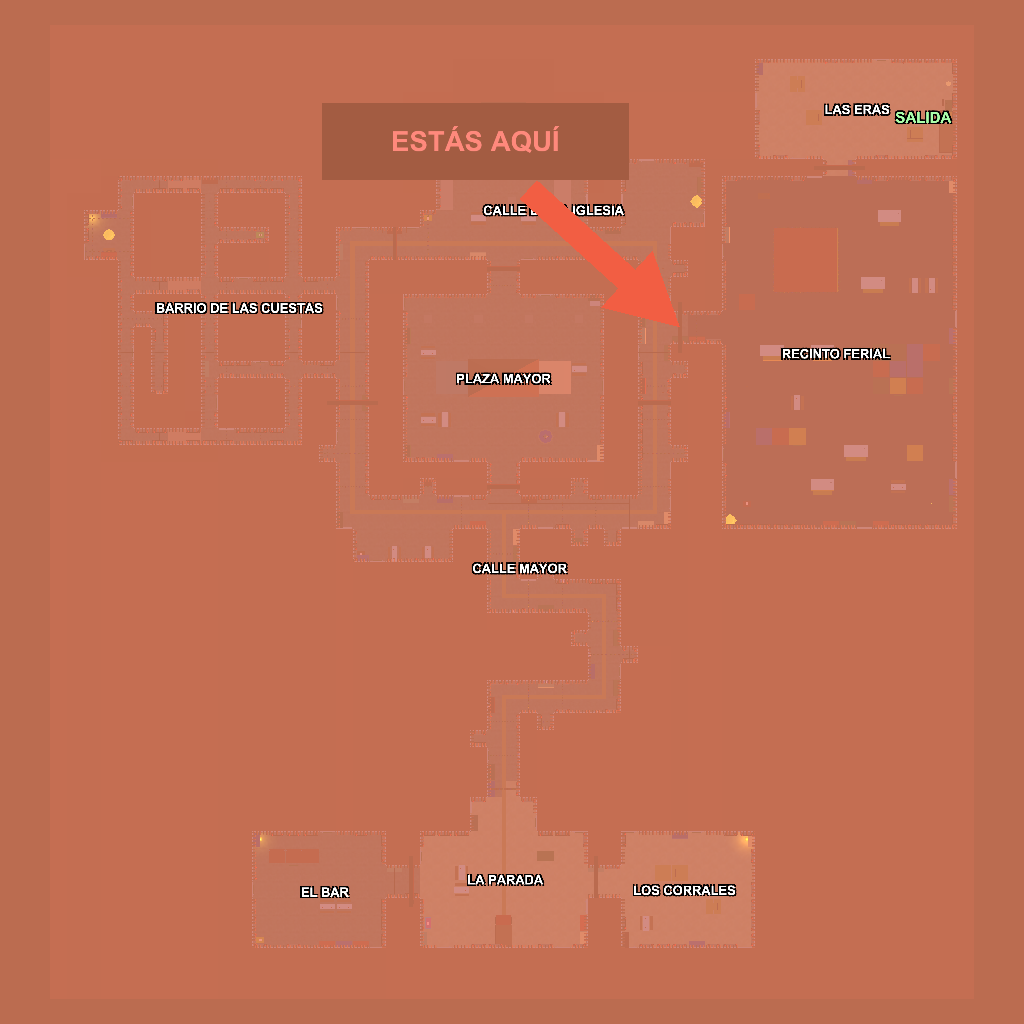 LAS ERAS
SALIDA
ESTÁS AQUÍ
CALLE IGLESIA
BARRIO DE LAS CUESTAS
RECINTO FERIAL
PLAZA MAYOR
CALLE MAYOR
LA PARADA
EL BAR
LOS CORRALES